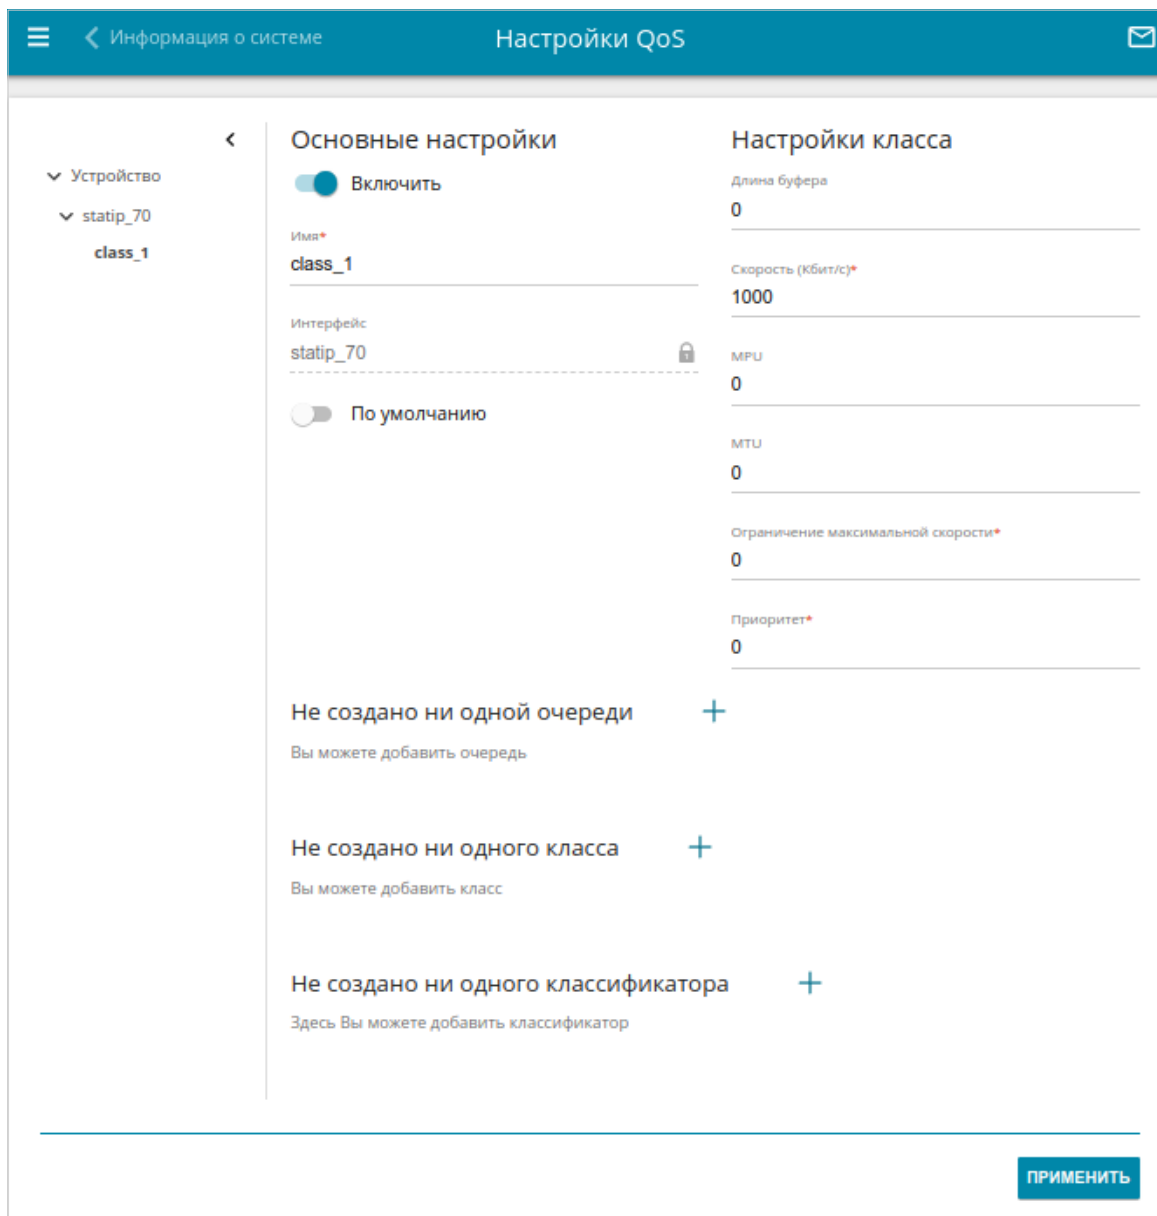 Информация о системе
Настройки QoS
Устройство
statip_70
class_1
Основные настройки
Включить
Имя*
class_1
Интерфейс
statip_70
По умолчанию
Настройки класса
Длина буфера
0
Скорость (Кбит/с)*
1000
MPU
0
MTU
0
Ограничение максимальной скорости*
0
Приоритет*
0
Не создано ни одной очереди
Вы можете добавить очередь
Не создано ни одного класса
Вы можете добавить класс
Не создано ни одного классификатора
Здесь Вы можете добавить классификатор
ПРИМЕНИТЬ